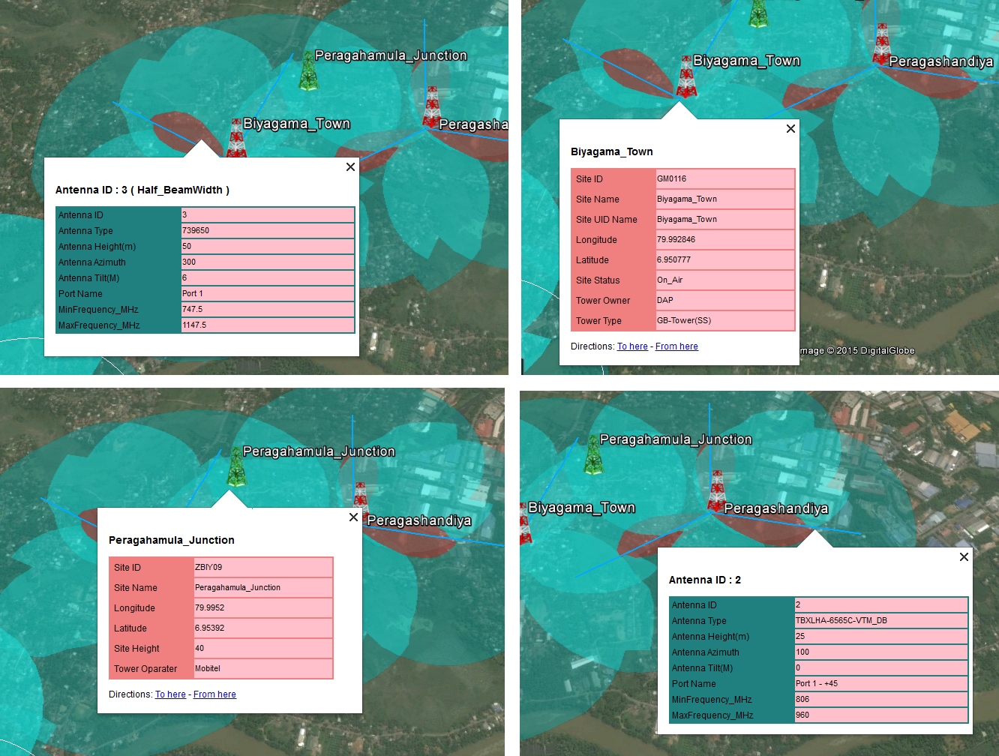 Peragahamula_Junction
Biyagama_Town
Peragasha
Antenna ID : 3 ( Half_BeamWidth )
Antenna ID 3
Antenna Type 739650
Antenna Height(m) 50
Antenna Azimuth 300
Antenna Tilt(M) 6
Port Name Port 1
MinFrequency_MHz 747.5
MaxFrequency_MHz 1147.5
Biyagama_Town
Peragashandiya
Biyagama_Town
Site ID GM0116
Site Name Biyagama_Town
Site UID Name Biyagama_Town
Longitude 79.992846
Latitude 6.950777
Site Status On_Air
Tower Owner DAP
Tower Type GB-Tower(SS)
Directions: To here - From here
mage © 2015 DigitalGlobe
Peragahamula_Junction
Peragashandiya
Peragahamula_Junction
Site ID ZBIY09
Site Name Peragahamula_Junction
Longitude 79.9952
Latitude 6.95392
Site Height 40
Tower Oparater Mobitel
Directions: To here - From here
Peragahamula_Junction
Biyagama_Town
Peragashandiya
Antenna ID : 2
Antenna ID 2
Antenna Type TBXLHA-6565C-VTM_DB
Antenna Height(m) 25
Antenna Azimuth 100
Antenna Tilt(M) 0
Port Name Port 1 - +45
MinFrequency_MHz 806
MaxFrequency_MHz 960